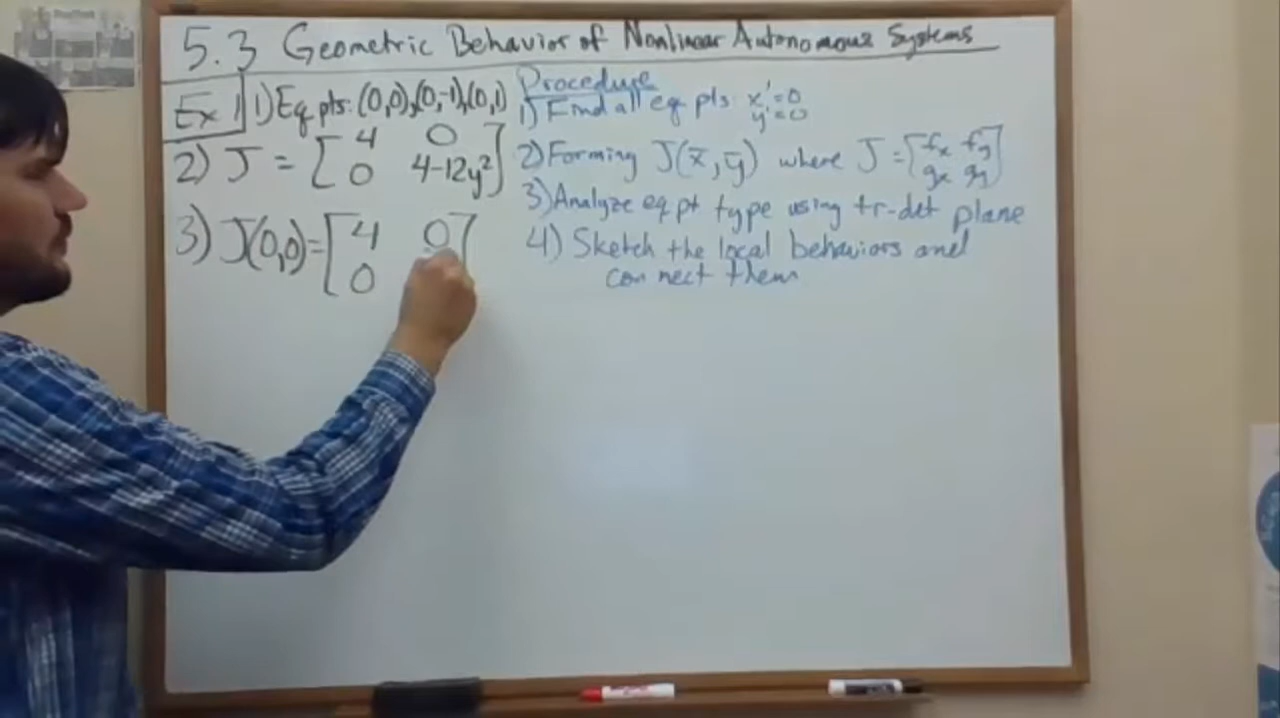 5.3 Geometric Behavior of Nonlinear Autonomous Systems
Ex 1
1) Eq pts: (0,0),(0,-1),(0,1)
2) J = [4 0
0 4-12y²]
3) J(0,0)=[4 0
0 ]
Procedure
1) Find all eq pts: x'=0
y'=0
2) Forming J(x̄,ȳ) where J=[fx fy
gx gy]
3) Analyze eq pt type using tr-det plane
4) Sketch the local behaviors and
connect them